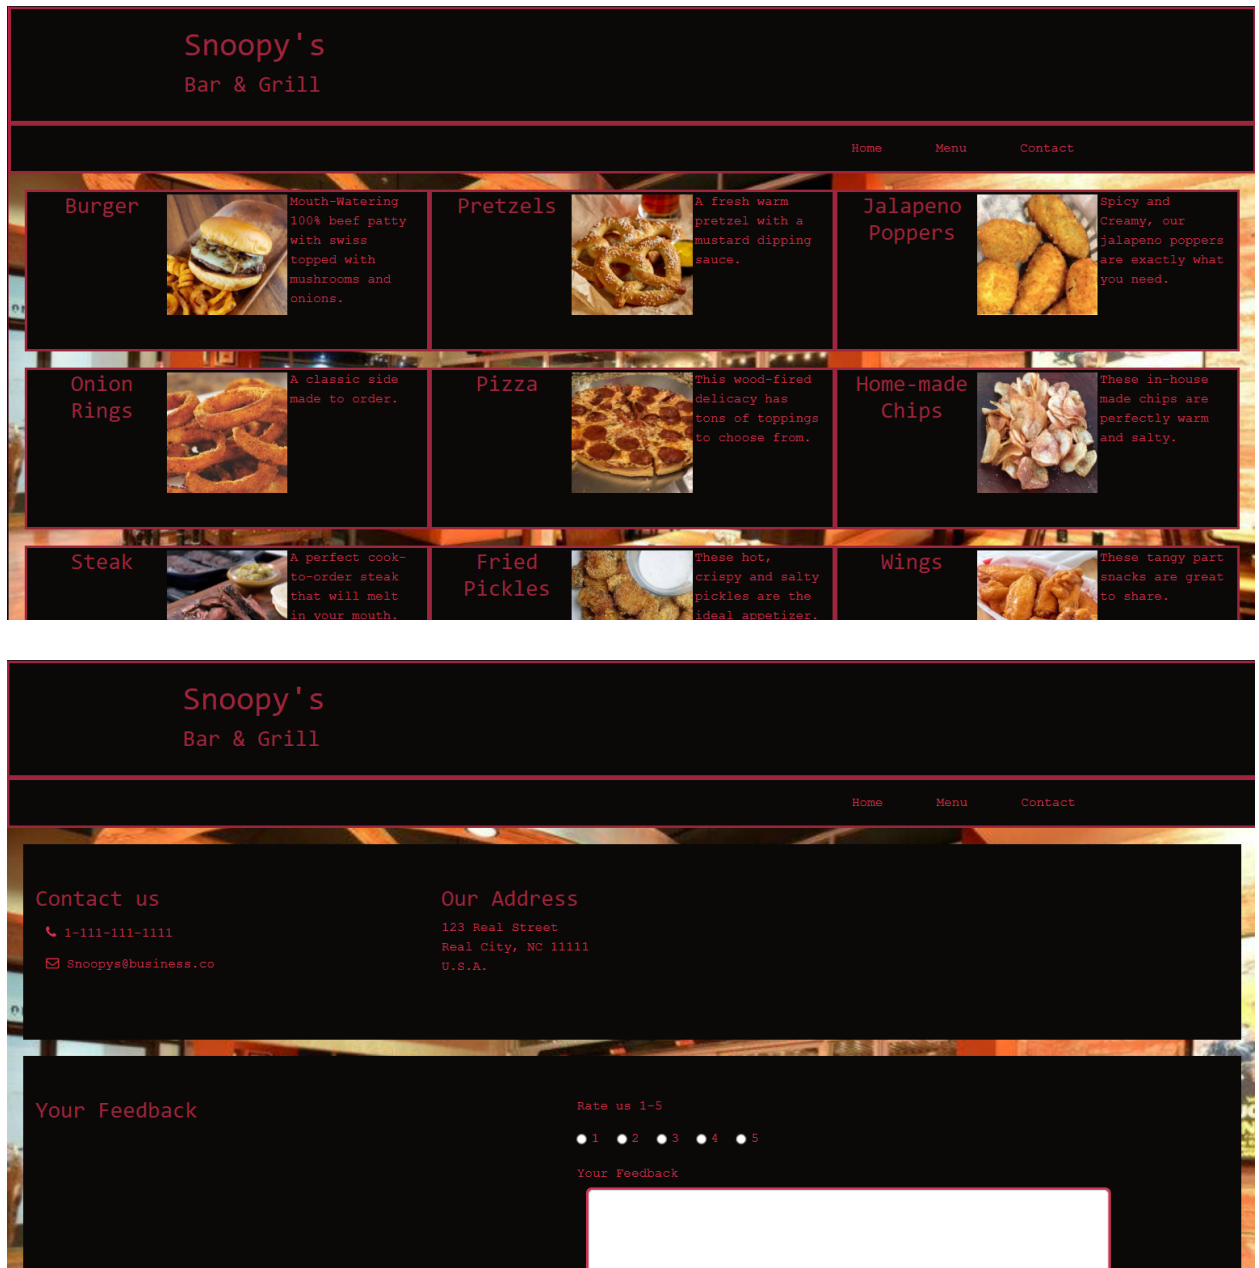 Snoopy's
Bar & Grill
Home Menu Contact
Burger
Mouth-Watering
100% beef patty
with swiss
topped with
mushrooms and
onions.
Pretzels
A fresh warm
pretzel with a
mustard dipping
sauce.
Jalapeno
Poppers
Spicy and
Creamy, our
jalapeno poppers
are exactly what
you need.
Onion
Rings
A classic side
made to order.
Pizza
This wood-fired
delicacy has
tons of toppings
to choose from.
Home-made
Chips
These in-house
made chips are
perfectly warm
and salty.
Steak
A perfect cook-
to-order steak
that will melt
in your mouth.
Fried
Pickles
These hot,
crispy and salty
pickles are the
ideal appetizer.
Wings
These tangy part
snacks are great
to share.
Snoopy's
Bar & Grill
Home Menu Contact
Contact us
1-111-111-1111
Snoopys@business.co
Our Address
123 Real Street
Real City, NC 11111
U.S.A.
Your Feedback
Rate us 1-5
1 2 3 4 5
Your Feedback